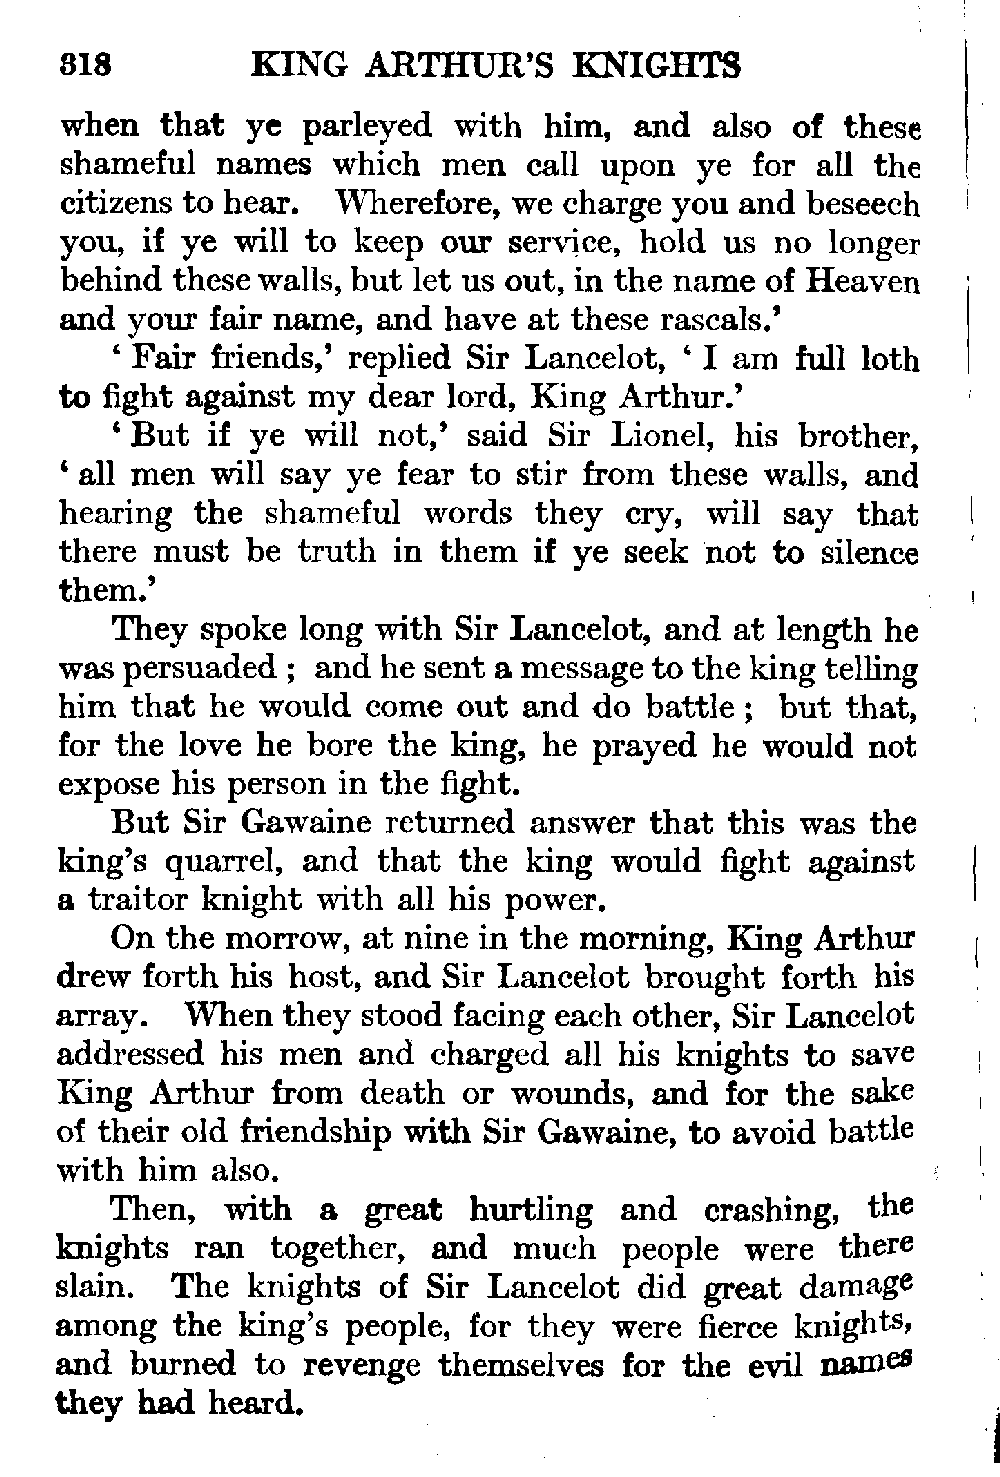 318 KING ARTHUR'S KNIGHTS
when that ye parleyed with him, and also of these
shameful names which men call upon ye for all the
citizens to hear. Wherefore, we charge you and beseech
you, if ye will to keep our service, hold us no longer
behind these walls, but let us out, in the name of Heaven
and your fair name, and have at these rascals.'
' Fair friends,' replied Sir Lancelot, ' I am full loth
to fight against my dear lord, King Arthur.'
' But if ye will not,' said Sir Lionel, his brother,
' all men will say ye fear to stir from these walls, and
hearing the shameful words they cry, will say that
there must be truth in them if ye seek not to silence
them.'
They spoke long with Sir Lancelot, and at length he
was persuaded ; and he sent a message to the king telling
him that he would come out and do battle ; but that,
for the love he bore the king, he prayed he would not
expose his person in the fight.
But Sir Gawaine returned answer that this was the
king's quarrel, and that the king would fight against
a traitor knight with all his power.
On the morrow, at nine in the morning, King Arthur
drew forth his host, and Sir Lancelot brought forth his
array. When they stood facing each other, Sir Lancelot
addressed his men and charged all his knights to save
King Arthur from death or wounds, and for the sake
of their old friendship with Sir Gawaine, to avoid battle
with him also.
Then, with a great hurtling and crashing, the
knights ran together, and much people were there
slain. The knights of Sir Lancelot did great damage
among the king's people, for they were fierce knights,
and burned to revenge themselves for the evil names
they had heard.